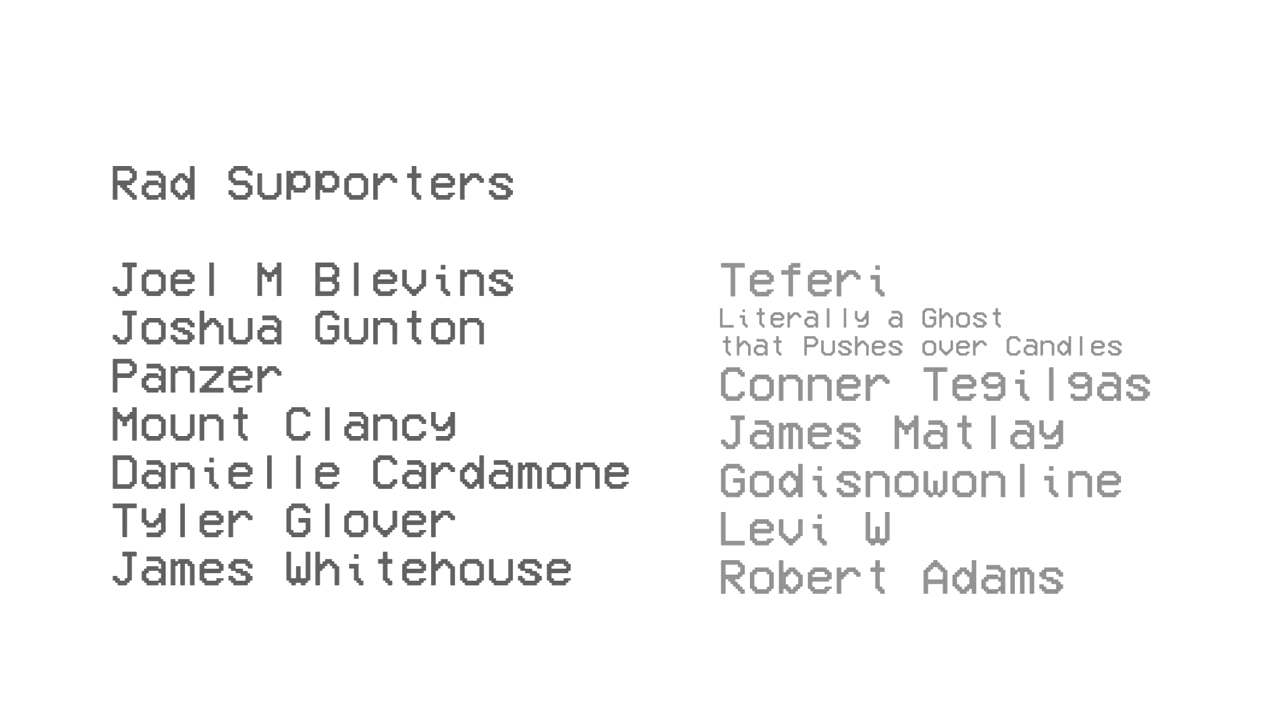 Rad Supporters
Joel M Blevins
Joshua Gunton
Panzer
Mount Clancy
Danielle Cardamone
Tyler Glover
James Whitehouse
Teferi
Literally a Ghost
that Pushes over Candles
Conner Tegilgas
James Matlay
Godisnowonline
Levi W
Robert Adams